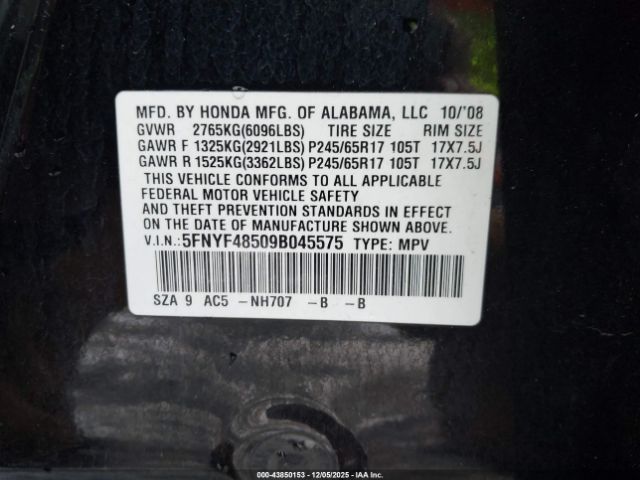 MFD. BY HONDA MFG. OF ALABAMA, LLC 10/'08
GVWR 2765KG(6096LBS) TIRE SIZE RIM SIZE
GAWR F 1325KG(2921LBS) P245/65R17 105T 17X7.5J
GAWR R 1525KG(3362LBS) P245/65R17 105T 17X7.5J
THIS VEHICLE CONFORMS TO ALL APPLICABLE
FEDERAL MOTOR VEHICLE SAFETY
AND THEFT PREVENTION STANDARDS IN EFFECT
ON THE DATE OF MANUFACTURE SHOWN ABOVE.
V.I.N.: 5FNYF48509B045575 TYPE: MPV
SZA 9 AC5 -NH707 -B -B
000-43850153 - 12/05/2025 - IAA Inc.